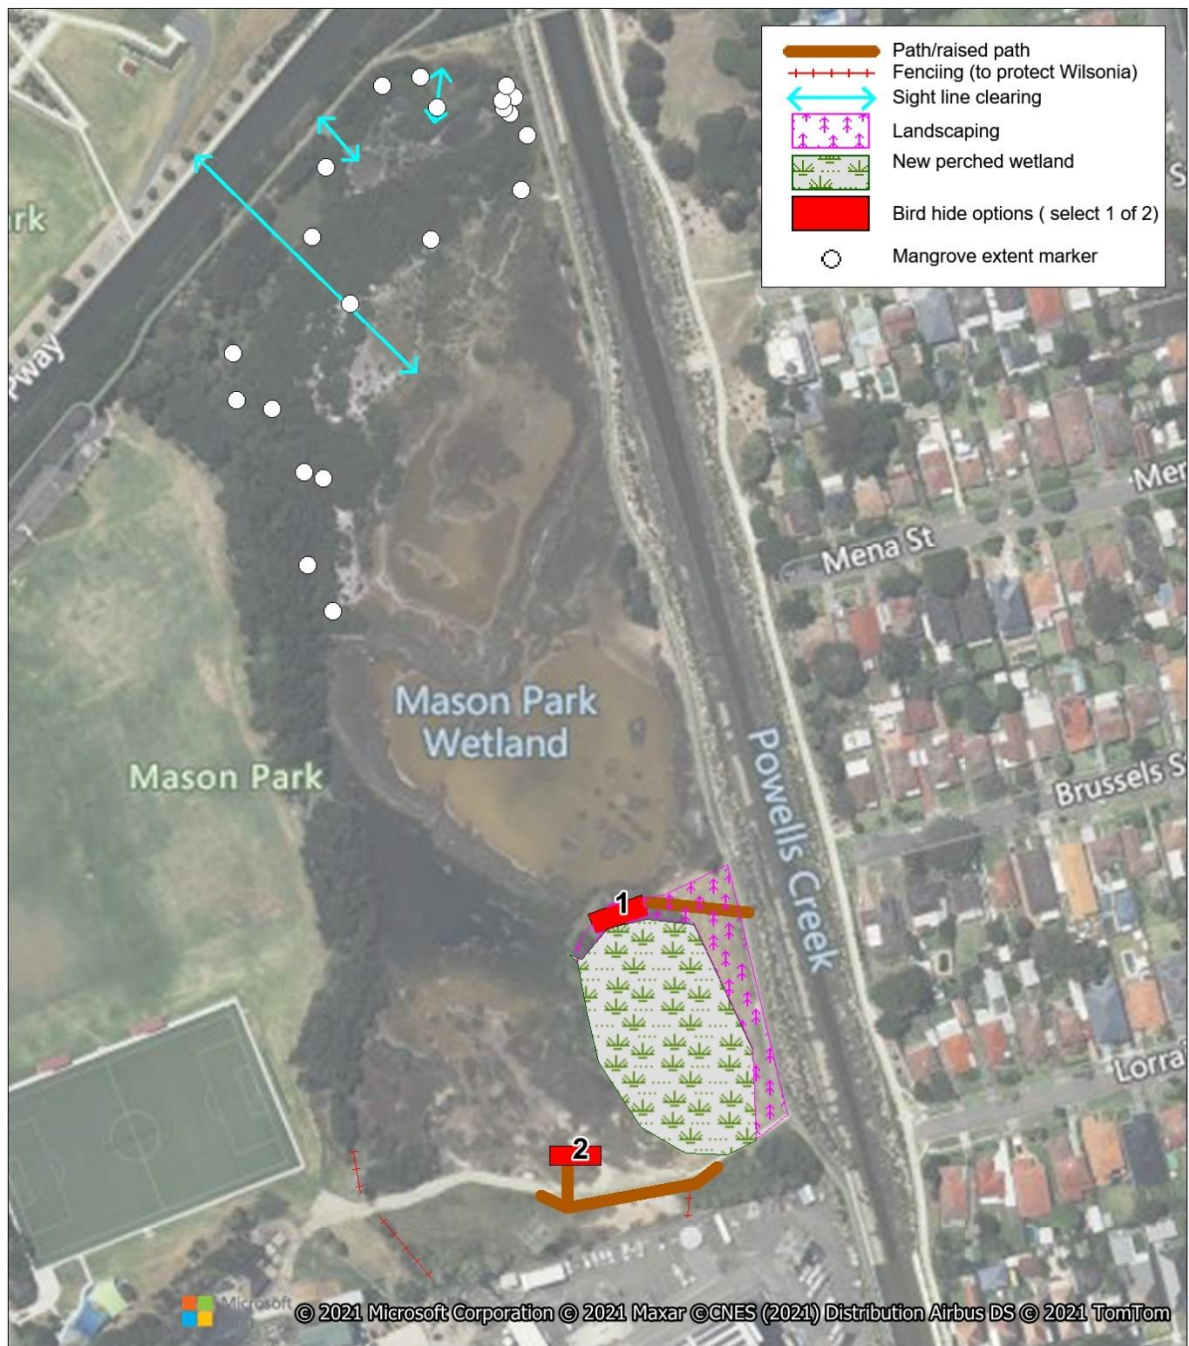 Path/raised path
Fenciing (to protect Wilsonia)
Sight line clearing
Landscaping
New perched wetland
Bird hide options ( select 1 of 2)
Mangrove extent marker
rk
S
Pway
Mena St
Mer
Mason Park
Wetland
Mason Park
Powells Creek
Brussels S
1
Lorra
2
Microsoft
© 2021 Microsoft Corporation © 2021 Maxar ©CNES (2021) Distribution Airbus DS © 2021 TomTom